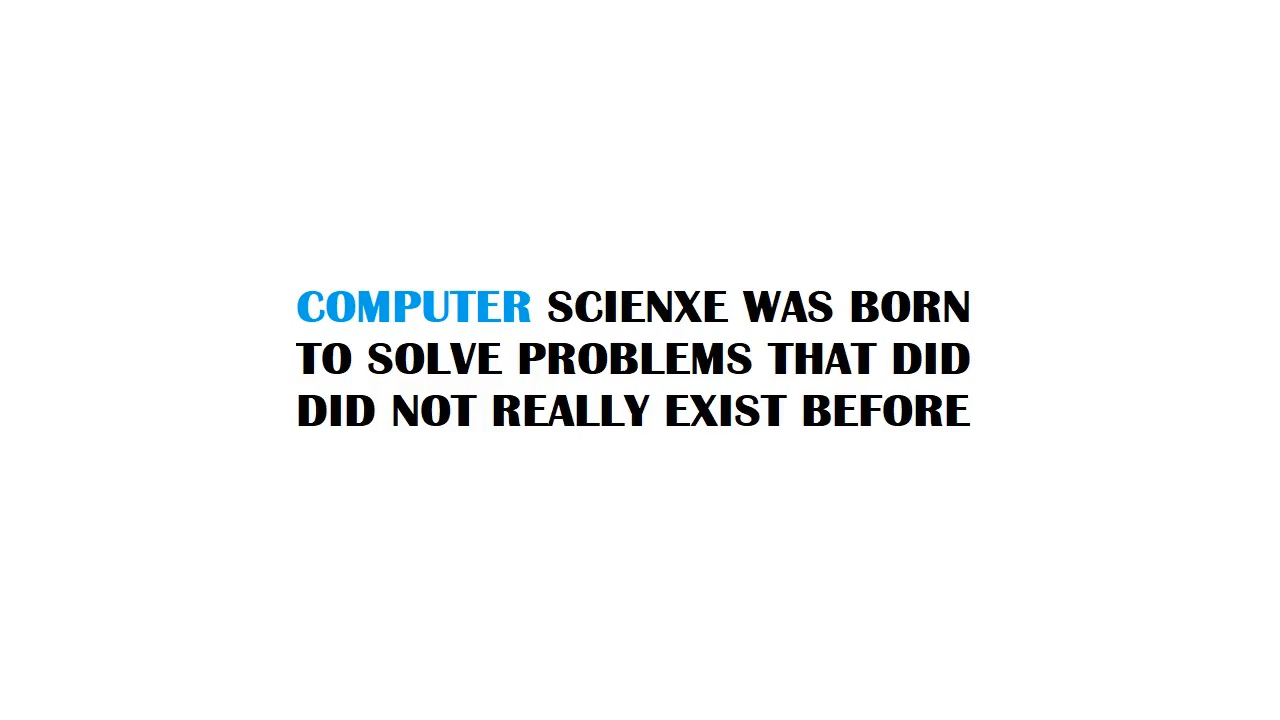 COMPUTER SCIENXE WAS BORN
TO SOLVE PROBLEMS THAT DID
DID NOT REALLY EXIST BEFORE